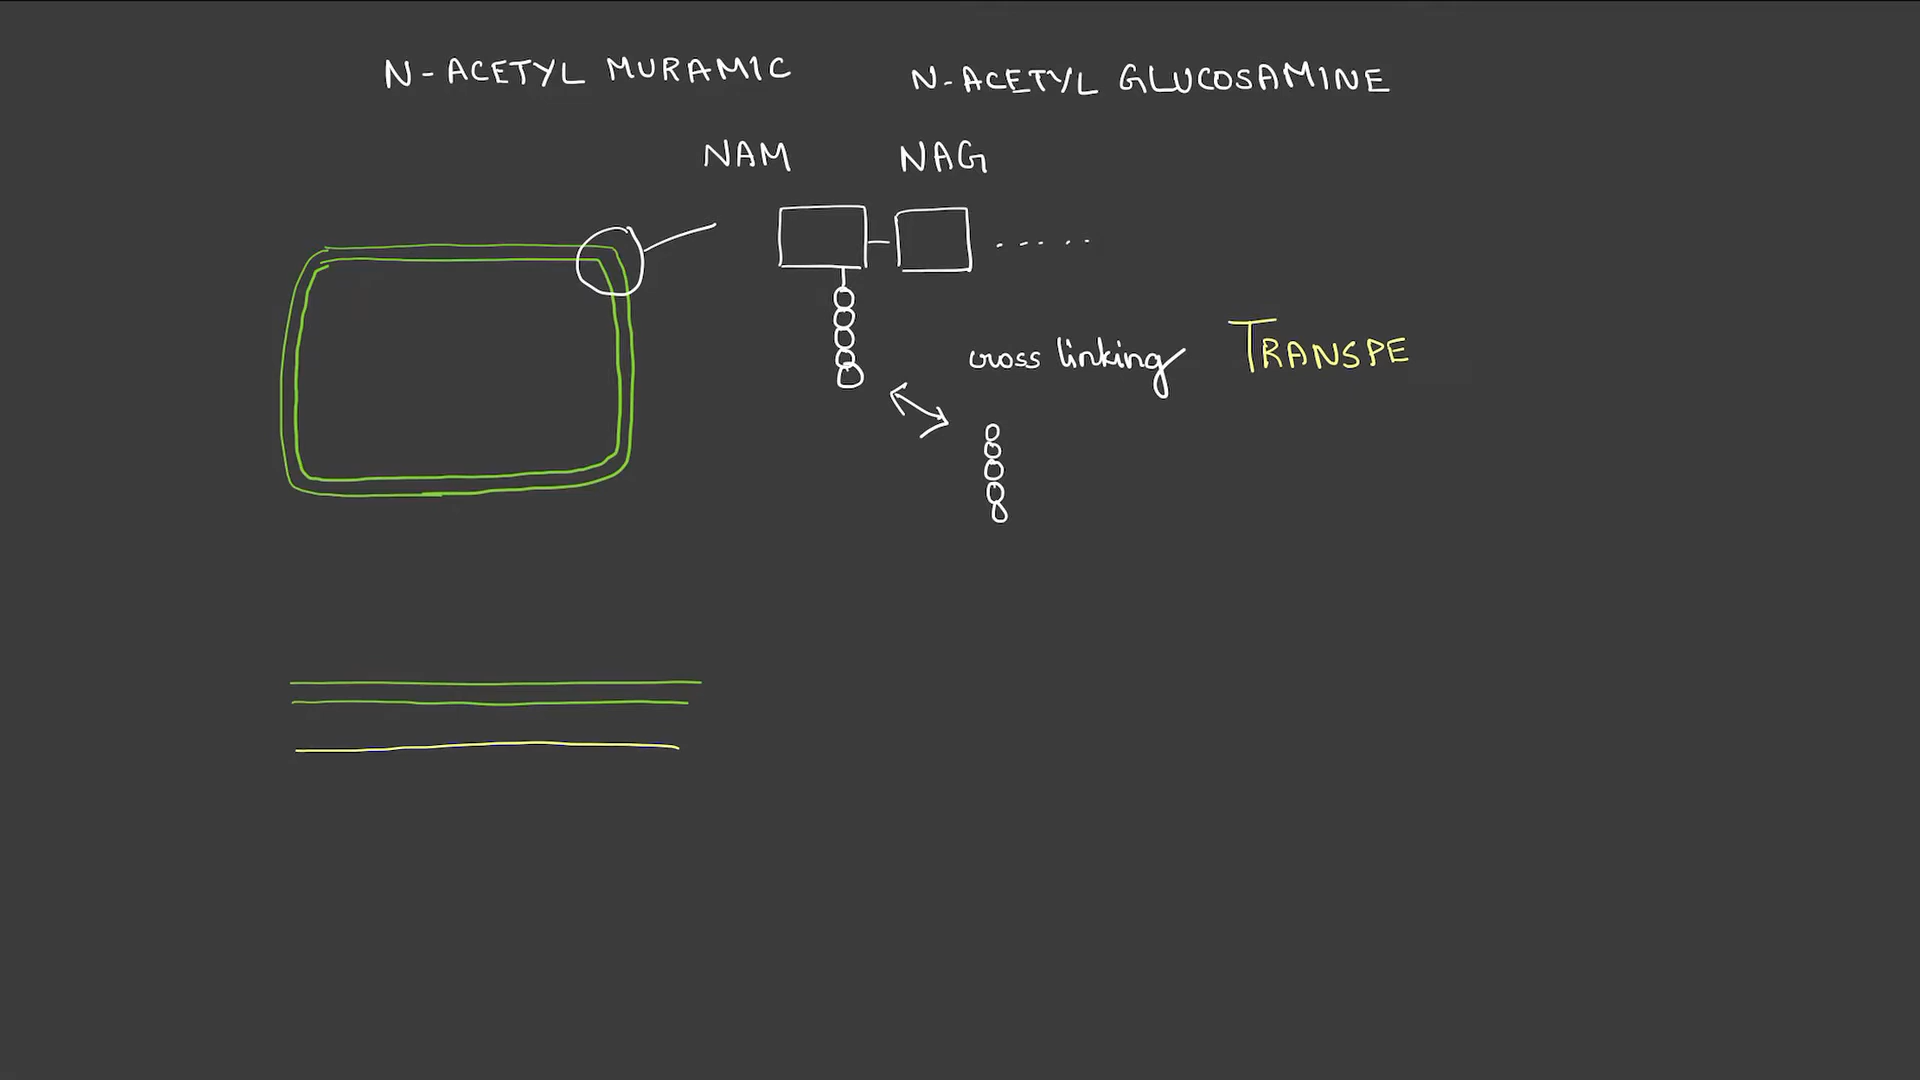 N-ACETYL MURAMIC
N-ACETYL GLUCOSAMINE
NAM
NAG
cross linking
TRANSPE